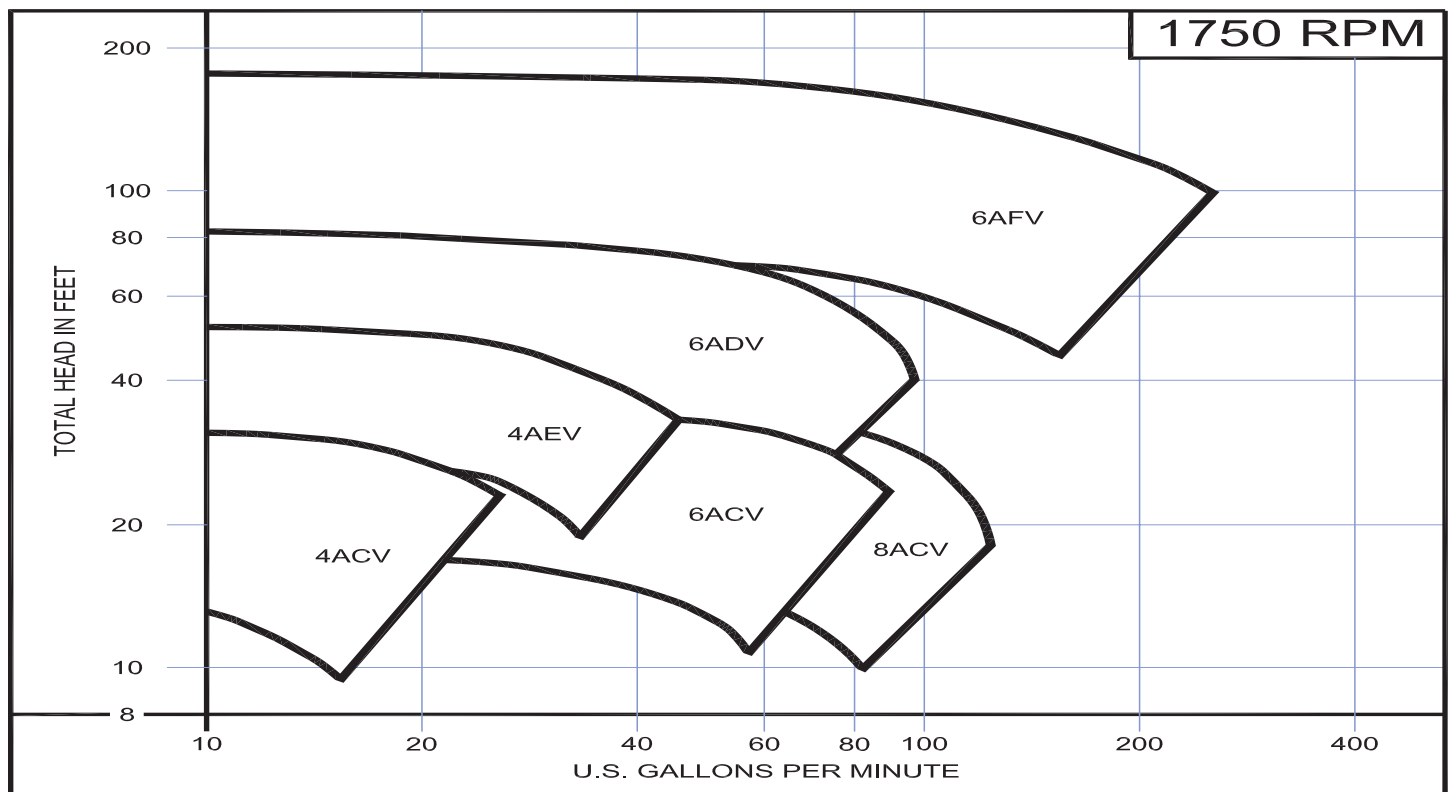 1750 RPM
200
100
80
60
40
20
10
8
TOTAL HEAD IN FEET
6AFV
6ADV
4AEV
6ACV
4ACV
8ACV
10 20 40 60 80 100 200 400
U.S. GALLONS PER MINUTE